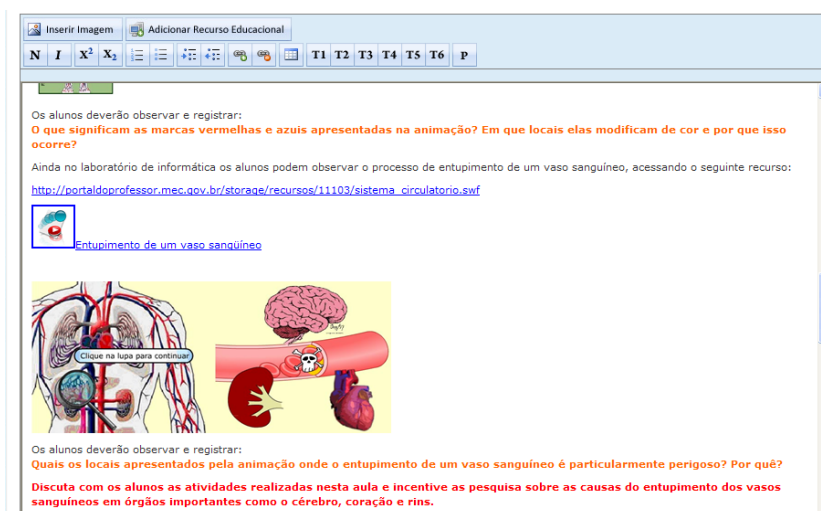 Inserir Imagem Adicionar Recurso Educacional
N I X² X₂ T1 T2 T3 T4 T5 T6 P
Os alunos deverão observar e registrar:
O que significam as marcas vermelhas e azuis apresentadas na animação? Em que locais elas modificam de cor e por que isso
ocorre?
Ainda no laboratório de informática os alunos podem observar o processo de entupimento de um vaso sanguíneo, acessando o seguinte recurso:
http://portaldoprofessor.mec.gov.br/storage/recursos/11103/sistema_circulatorio.swf
Entupimento de um vaso sangüíneo
Clique na lupa para continuar
Os alunos deverão observar e registrar:
Quais os locais apresentados pela animação onde o entupimento de um vaso sanguíneo é particularmente perigoso? Por quê?
Discuta com os alunos as atividades realizadas nesta aula e incentive as pesquisa sobre as causas do entupimento dos vasos
sanguíneos em órgãos importantes como o cérebro, coração e rins.